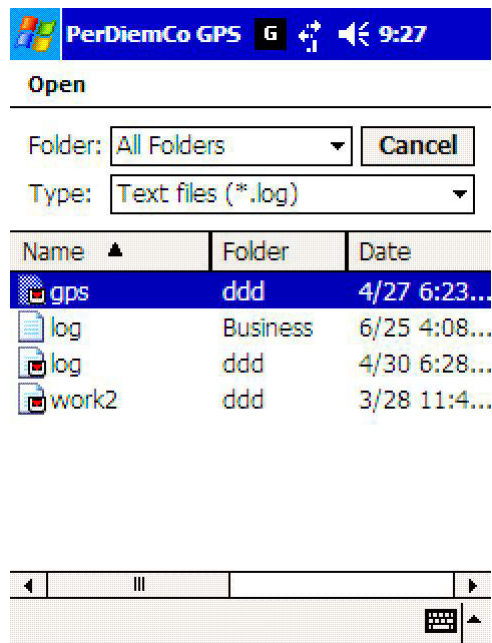 PerDiemCo GPS G 9:27
Open
Folder: All Folders Cancel
Type: Text files (*.log)
Name Folder Date
gps ddd 4/27 6:23...
log Business 6/25 4:08...
log ddd 4/30 6:28...
work2 ddd 3/28 11:4...